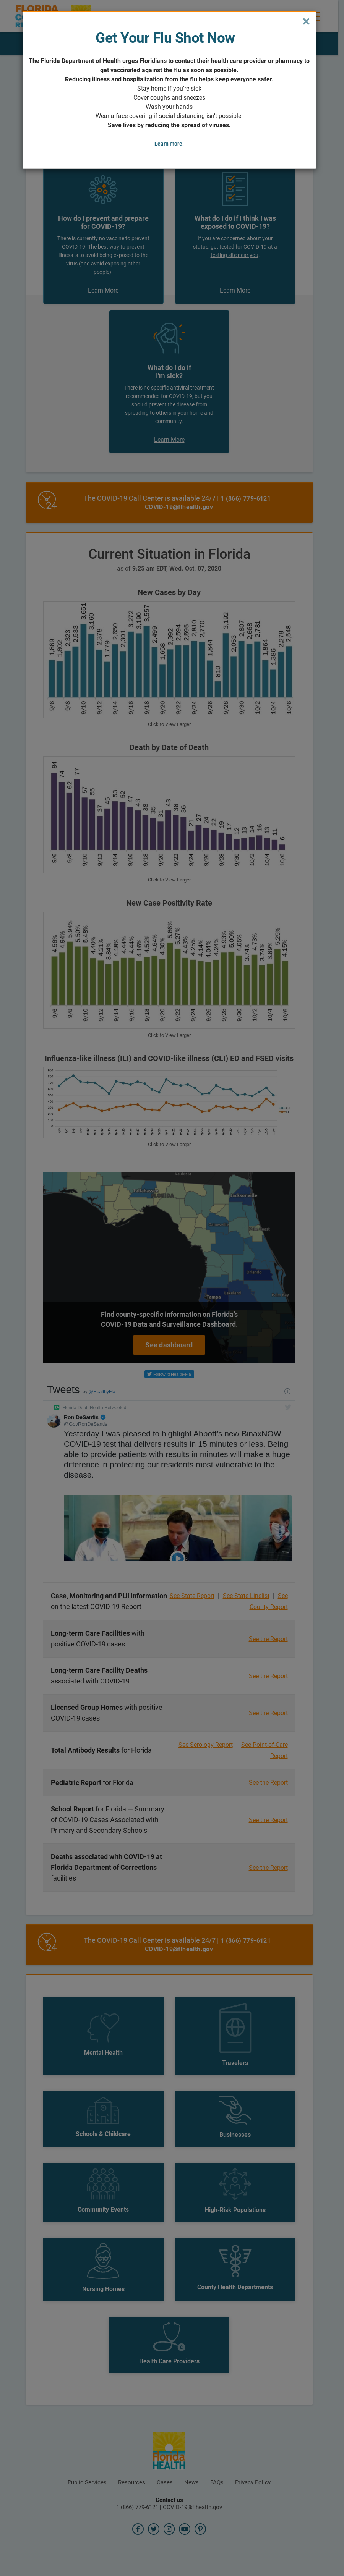 FLORIDA
×
Get Your Flu Shot Now
The Florida Department of Health urges Floridians to contact their health care provider or pharmacy to
get vaccinated against the flu as soon as possible.
Reducing illness and hospitalization from the flu helps keep everyone safer.
Stay home if you're sick
Cover coughs and sneezes
Wash your hands
Wear a face covering if social distancing isn't possible.
Save lives by reducing the spread of viruses.
Learn more.
How do I prevent and prepare
for COVID-19?
There is currently no vaccine to prevent
COVID-19. The best way to prevent
illness is to avoid being exposed to the
virus (and avoid exposing other
people).
Learn More
What do I do if I think I was
exposed to COVID-19?
If you are concerned about your
status, get tested for COVID-19 at a
testing site near you.
Learn More
What do I do if
I'm sick?
There is no specific antiviral treatment
recommended for COVID-19, but you
should prevent the disease from
spreading to others in your home and
community.
Learn More
24
The COVID-19 Call Center is available 24/7 | 1 (866) 779-6121 |
COVID-19@flhealth.gov
Current Situation in Florida
as of 9:25 am EDT, Wed. Oct. 07, 2020
New Cases by Day
1,869 1,802 2,323 2,533 3,651 3,160 2,378 1,779 2,650 2,301 3,272 3,190 3,557 2,499 1,658 2,392 2,594 2,595 2,810 2,770 1,844 810 3,192 2,053 2,807 2,668 2,781 1,864 1,386 2,278 2,548
9/6 9/8 9/10 9/12 9/14 9/16 9/18 9/20 9/22 9/24 9/26 9/28 9/30 10/2 10/4 10/6
Click to View Larger
Death by Date of Death
84 74 62 77 57 55 37 45 53 52 47 43 38 35 31 43 38 36 21 27 24 22 19 17 12 13 14 16 13 11 6
9/6 9/8 9/10 9/12 9/14 9/16 9/18 9/20 9/22 9/24 9/26 9/28 9/30 10/2 10/4 10/6
Click to View Larger
New Case Positivity Rate
4.56% 4.94% 5.94% 5.50% 5.48% 4.40% 4.21% 3.84% 4.18% 4.44% 4.44% 4.16% 4.52% 4.64% 4.30% 5.86% 5.27% 4.43% 4.25% 4.14% 4.04% 4.24% 4.93% 5.00% 4.65% 3.74% 4.73% 3.74% 3.89% 5.25% 4.15%
9/6 9/8 9/10 9/12 9/14 9/16 9/18 9/20 9/22 9/24 9/26 9/28 9/30 10/2 10/4 10/6
Click to View Larger
Influenza-like illness (ILI) and COVID-like illness (CLI) ED and FSED visits
Click to View Larger
Find county-specific information on Florida's
COVID-19 Data and Surveillance Dashboard.
See dashboard
Follow @HealthyFla
Tweets by @HealthyFla
Florida Dept. Health Retweeted
Ron DeSantis
@GovRonDeSantis
Yesterday I was pleased to highlight Abbott's new BinaxNOW
COVID-19 test that delivers results in 15 minutes or less. Being
able to provide patients with results in minutes will make a huge
difference in protecting our residents most vulnerable to the
disease.
Case, Monitoring and PUI Information
on the latest COVID-19 Report
See State Report | See State Linelist | See
County Report
Long-term Care Facilities with
positive COVID-19 cases
See the Report
Long-term Care Facility Deaths
associated with COVID-19
See the Report
Licensed Group Homes with positive
COVID-19 cases
See the Report
Total Antibody Results for Florida
See Serology Report | See Point-of-Care
Report
Pediatric Report for Florida
See the Report
School Report for Florida — Summary
of COVID-19 Cases Associated with
Primary and Secondary Schools
See the Report
Deaths associated with COVID-19 at
Florida Department of Corrections
facilities
See the Report
24
The COVID-19 Call Center is available 24/7 | 1 (866) 779-6121 |
COVID-19@flhealth.gov
Mental Health
Travelers
Schools & Childcare
Businesses
Community Events
High-Risk Populations
Nursing Homes
County Health Departments
Health Care Providers
Florida
HEALTH
Public Services Resources Cases News FAQs Privacy Policy
Contact us
1 (866) 779-6121 | COVID-19@flhealth.gov